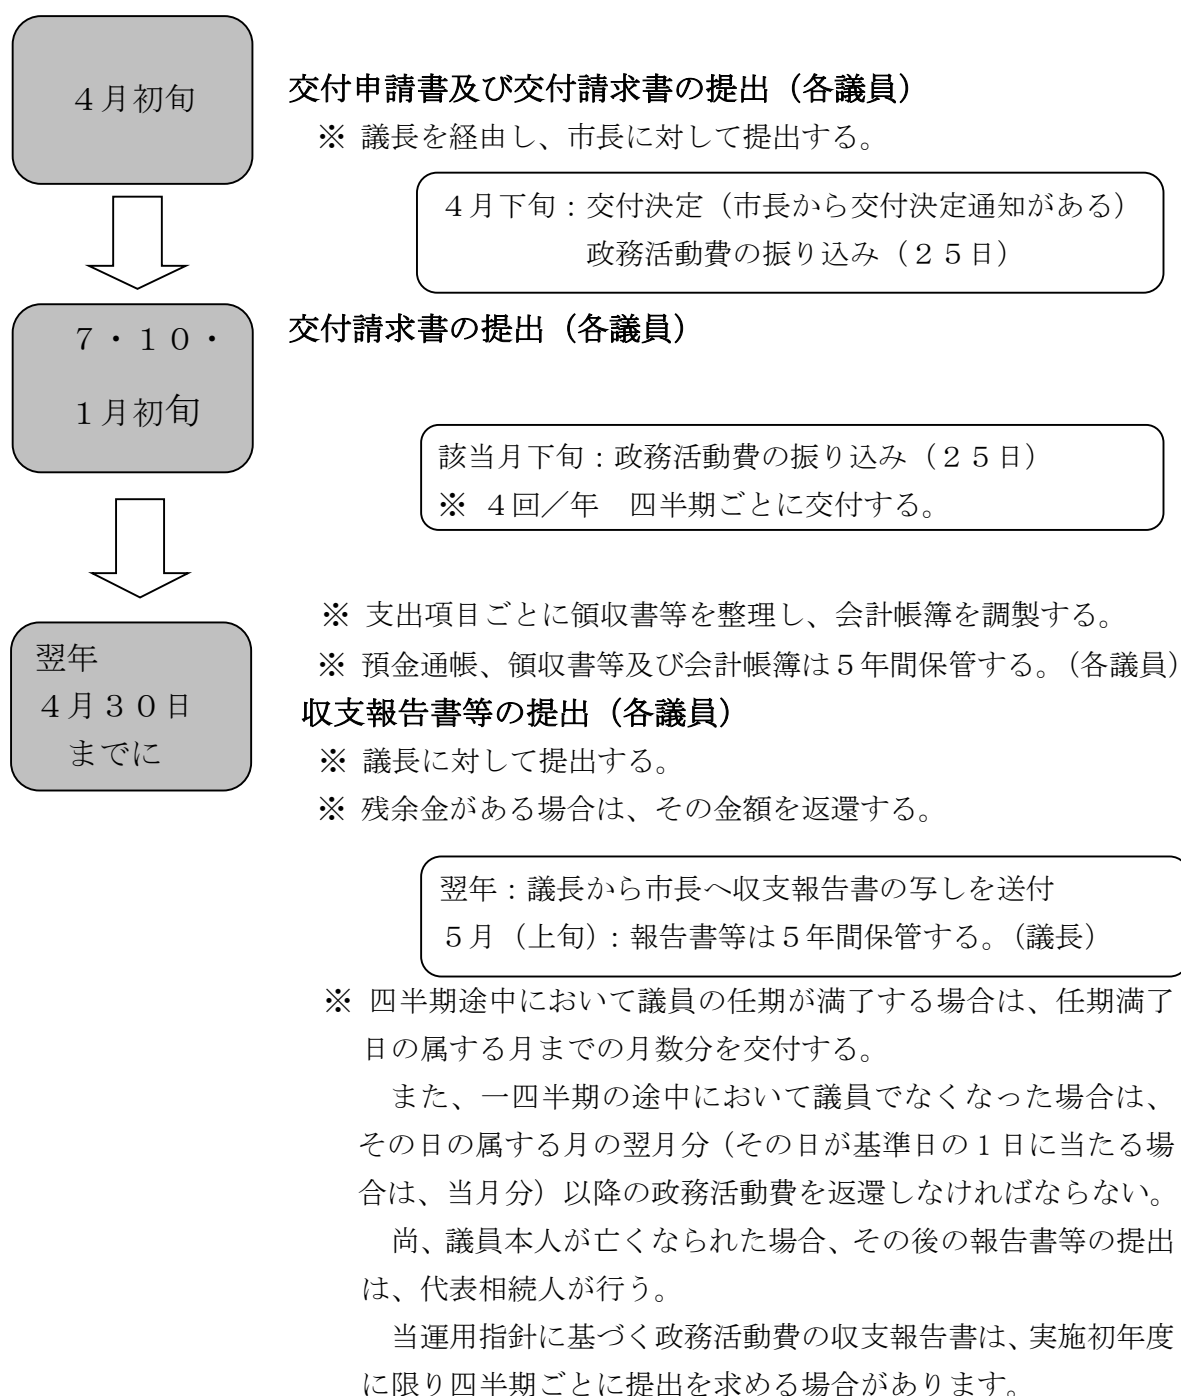 ４月初旬
交付申請書及び交付請求書の提出（各議員）
※ 議長を経由し、市長に対して提出する。
４月下旬：交付決定（市長から交付決定通知がある）
政務活動費の振り込み（２５日）
７・１０・
１月初旬
交付請求書の提出（各議員）
該当月下旬：政務活動費の振り込み（２５日）
※ ４回／年　四半期ごとに交付する。
※ 支出項目ごとに領収書等を整理し、会計帳簿を調製する。
※ 預金通帳、領収書等及び会計帳簿は５年間保管する。（各議員）
翌年
４月３０日
までに
収支報告書等の提出（各議員）
※ 議長に対して提出する。
※ 残余金がある場合は、その金額を返還する。
翌年：議長から市長へ収支報告書の写しを送付
５月（上旬）：報告書等は５年間保管する。（議長）
※ 四半期途中において議員の任期が満了する場合は、任期満了
日の属する月までの月数分を交付する。
また、一四半期の途中において議員でなくなった場合は、
その日の属する月の翌月分（その日が基準日の１日に当たる場
合は、当月分）以降の政務活動費を返還しなければならない。
尚、議員本人が亡くなられた場合、その後の報告書等の提出
は、代表相続人が行う。
当運用指針に基づく政務活動費の収支報告書は、実施初年度
に限り四半期ごとに提出を求める場合があります。